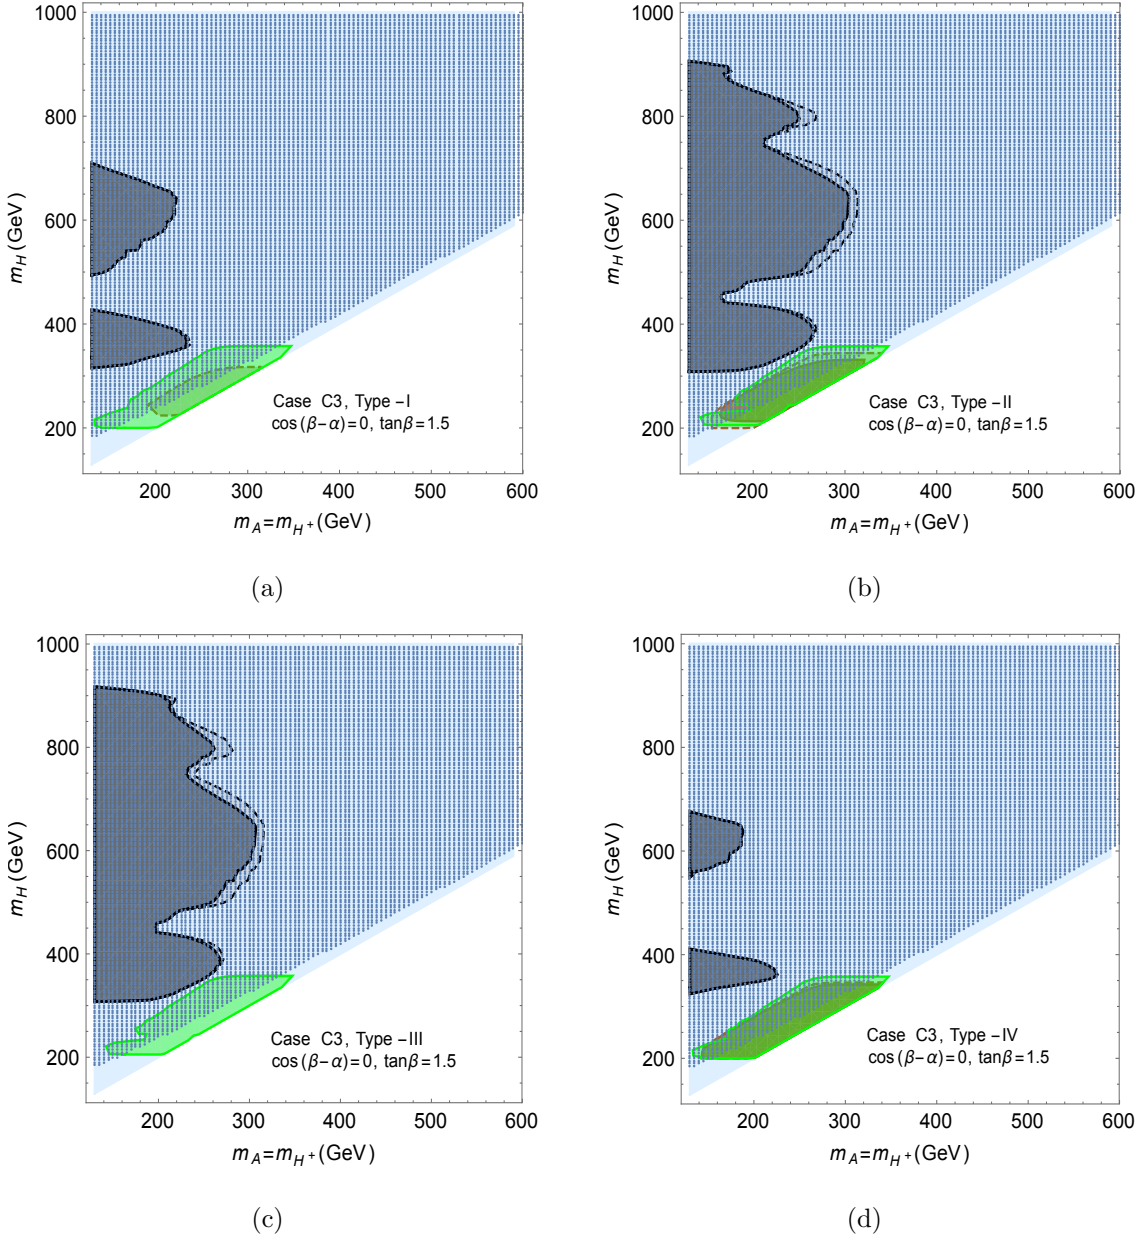 1000
800
600
400
200
m_H (GeV)
200 300 400 500 600
m_A=m_H+ (GeV)
Case C3, Type-I
cos(β-α)=0, tanβ=1.5
(a)
1000
800
600
400
200
m_H (GeV)
200 300 400 500 600
m_A=m_H+ (GeV)
Case C3, Type-II
cos(β-α)=0, tanβ=1.5
(b)
1000
800
600
400
200
m_H (GeV)
200 300 400 500 600
m_A=m_H+ (GeV)
Case C3, Type-III
cos(β-α)=0, tanβ=1.5
(c)
1000
800
600
400
200
m_H (GeV)
200 300 400 500 600
m_A=m_H+ (GeV)
Case C3, Type-IV
cos(β-α)=0, tanβ=1.5
(d)